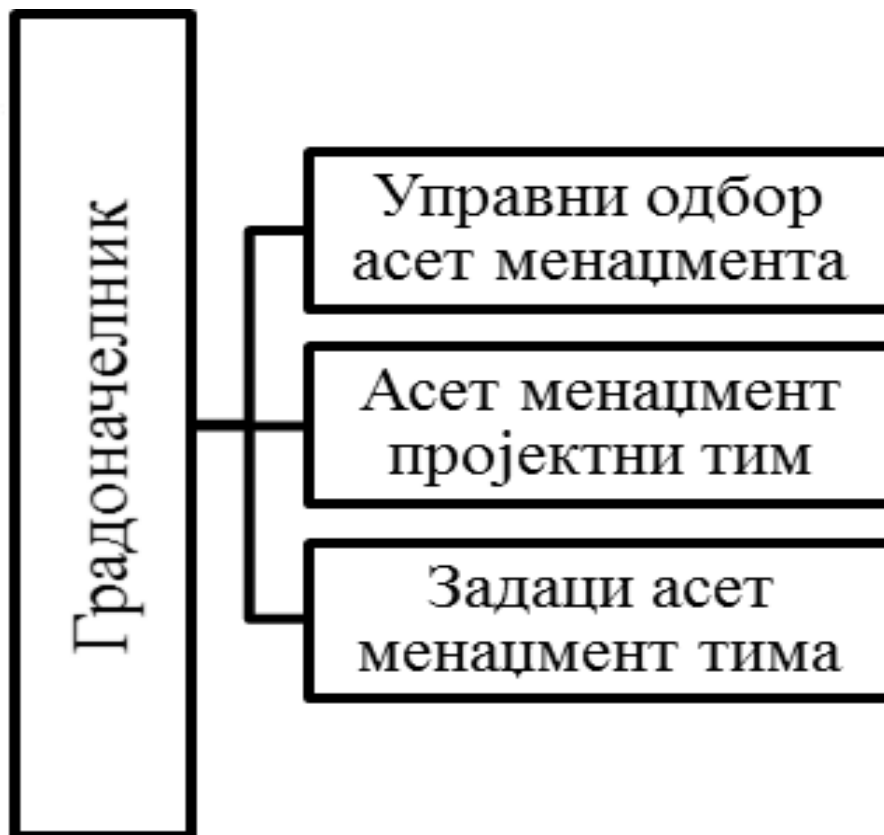 Градоначелник
Управни одбор
асет менаџмента
Асет менаџмент
пројектни тим
Задаци асет
менаџмент тима